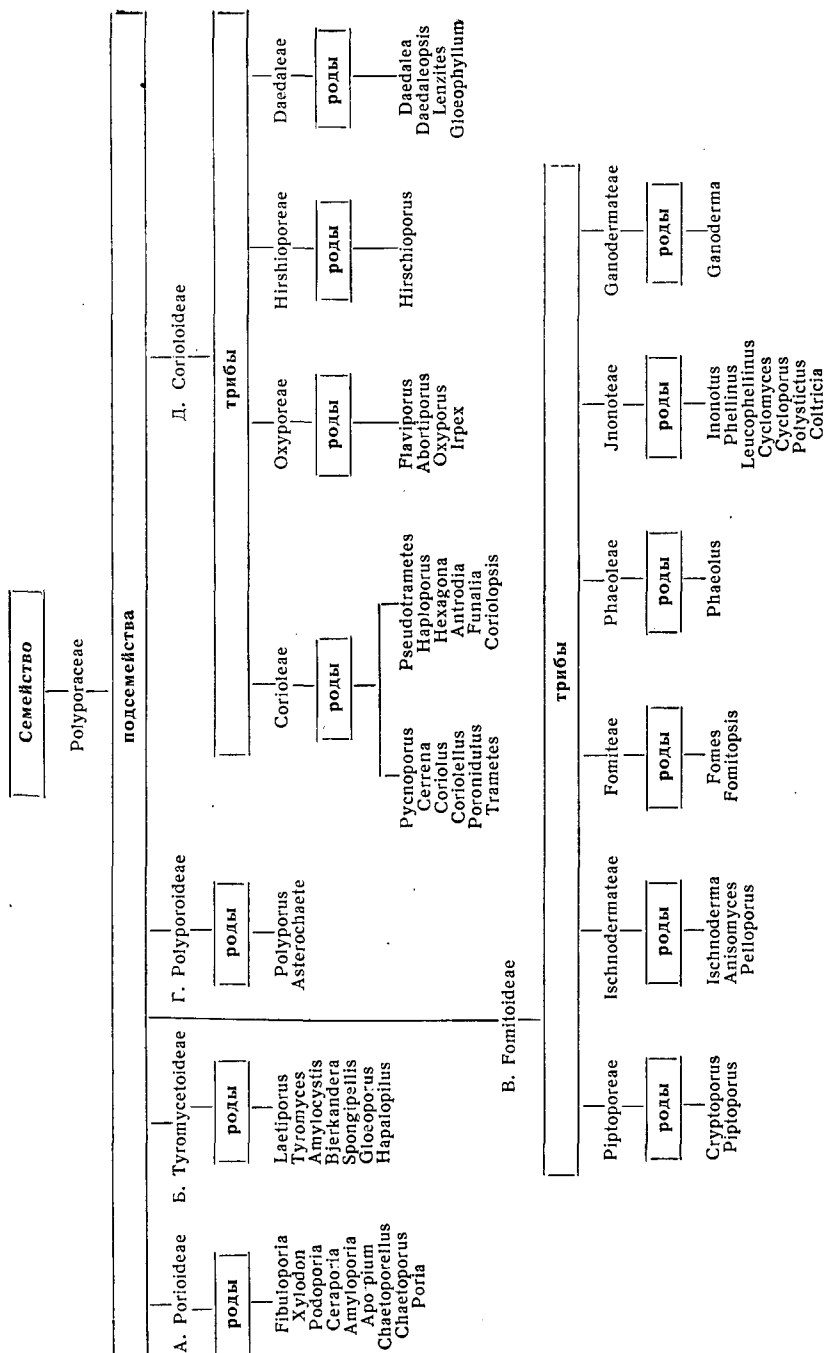 Семейство
Polyporaceae
подсемейства
А. Porioideae
роды
Fibuloporia
Xylodon
Podoporia
Ceraporia
Amyloporia
Chaetoporellus
Chaetoporus
Poria
Б. Tyromycetoideae
роды
Laetiporus
Tyromyces
Amylocystis
Bjerkandera
Spongipellis
Gloeoporus
Hapalopilus
Г. Polyporoideae
роды
Polyporus
Asterochaete
Д. Corioloideae
трибы
Corioleae
роды
Pycnoporus
Cerrena
Coriolus
Coriolellus
Poronidulus
Trametes
Pseudotrametes
Haploporus
Hexagona
Antrodia
Funalia
Coriolopsis
Oxyporeae
роды
Flaviporus
Abortiporus
Oxyporus
Irpex
Hirshioporeae
роды
Hirschioporus
Daedaleae
роды
Daedalea
Daedaleopsis
Lenzites
Gloeophyllum
В. Fomitoideae
трибы
Piptoporeae
роды
Cryptoporus
Piptoporus
Ischnodermateae
роды
Ischnoderma
Anisomyces
Pelloporus
Fomiteae
роды
Fomes
Fomitopsis
Phaeoleae
роды
Phaeolus
Jnonoteae
роды
Inonotus
Phellinus
Leucophellinus
Cyclomyces
Cycloporus
Polystictus
Coltricia
Ganodermateae
роды
Ganoderma